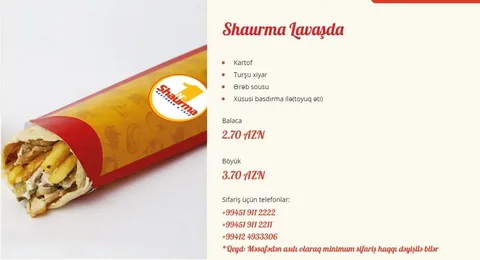 Shaurma Lavaşda
Kartof
Turşu xiyar
Ərəb sousu
Xüsusi basdırma ilə(toyuq əti)
Balaca
2.70 AZN
Böyük
3.70 AZN
Sifariş üçün telefonlar:
+99451 911 2222
+99451 911 2211
+99412 4933306
*Qeyd: Məsafədən asılı olaraq minimum sifariş haqqı dəyişilə bilər
Shaurma
1